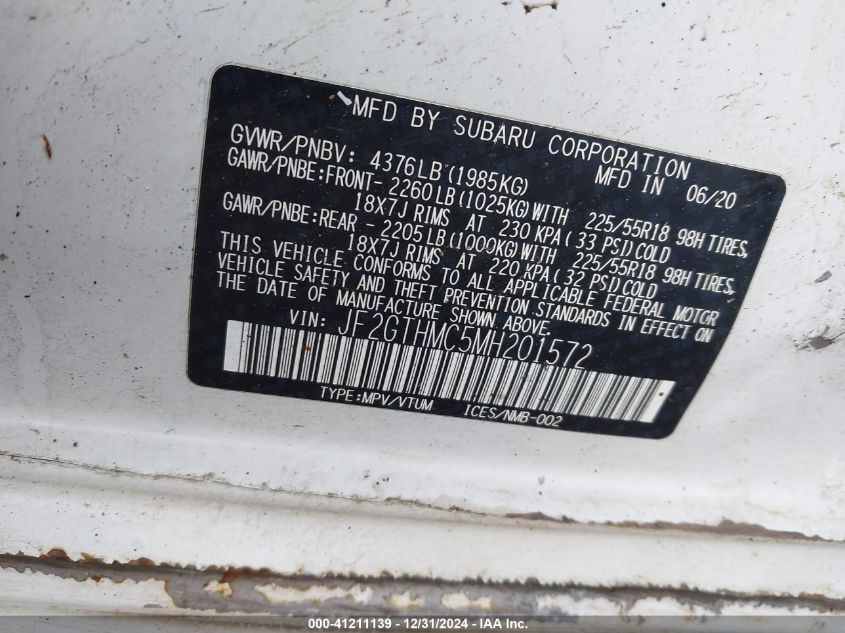 MFD BY SUBARU CORPORATION
GVWR/PNBV: 4376LB(1985KG) MFD IN 06/20
GAWR/PNBE:FRONT- 2260LB(1025KG)WITH 225/55R18 98H TIRES,
18X7J RIMS AT 230 KPA( 33 PSI)COLD
GAWR/PNBE:REAR - 2205LB(1000KG)WITH 225/55R18 98H TIRES,
18X7J RIMS AT 220 KPA( 32 PSI)COLD
THIS VEHICLE CONFORMS TO ALL APPLICABLE FEDERAL MOTOR
VEHICLE SAFETY AND THEFT PREVENTION STANDARDS IN EFFECT ON
THE DATE OF MANUFACTURE SHOWN ABOVE.
VIN: JF2GTHMC5MH201572
TYPE:MPV/VTUM ICES/NMB-002
000-41211139 - 12/31/2024 - IAA Inc.